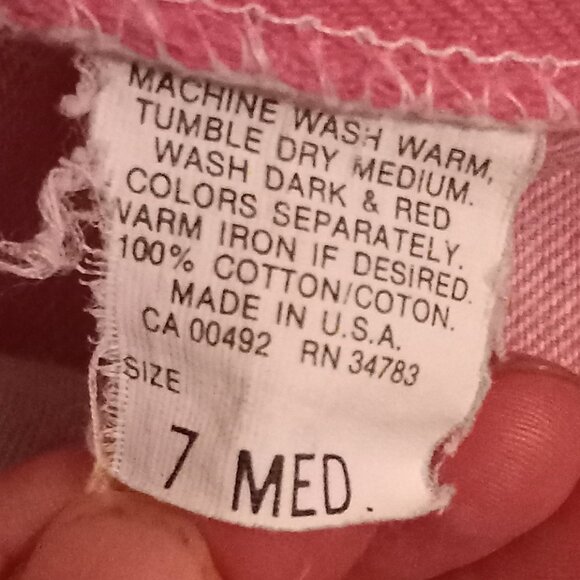 MACHINE WASH WARM,
TUMBLE DRY MEDIUM.
WASH DARK & RED
COLORS SEPARATELY.
WARM IRON IF DESIRED.
100% COTTON/COTON.
MADE IN U.S.A.
CA 00492 RN 34783
SIZE
7 MED.